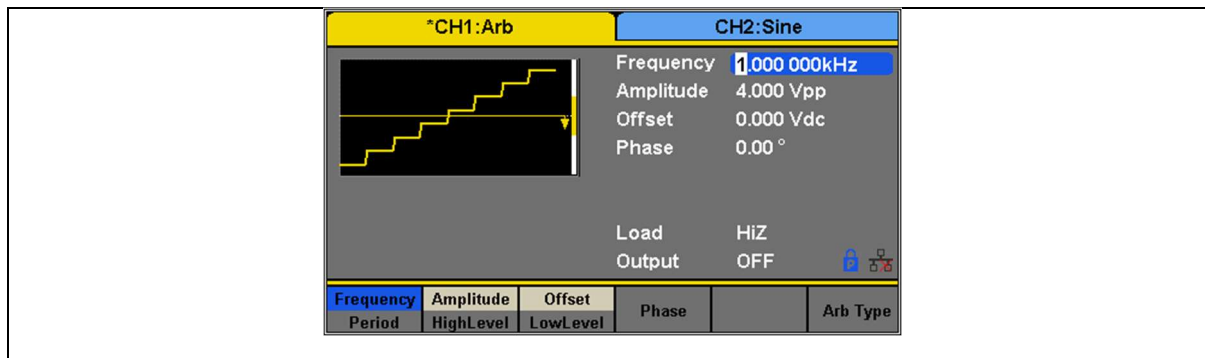 *CH1:Arb CH2:Sine
Frequency 1.000 000kHz
Amplitude 4.000 Vpp
Offset 0.000 Vdc
Phase 0.00 °
Load HiZ
Output OFF
P
Frequency Amplitude Offset Phase Arb Type
Period HighLevel LowLevel